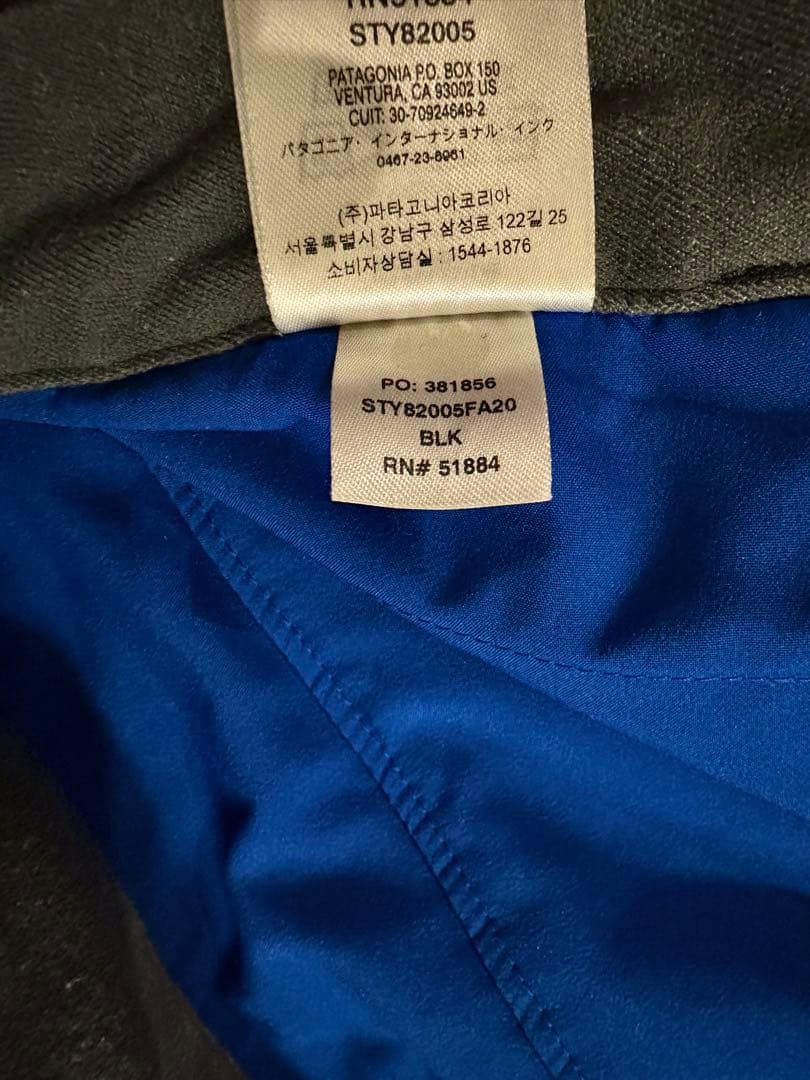 RN51884
STY82005
PATAGONIA P.O. BOX 150
VENTURA, CA 93002 US
CUIT: 30-70924649-2
パタゴニア・インターナショナル・インク
0467-23-8961
(주)파타고니아코리아
서울특별시 강남구 삼성로 122길 25
소비자상담실 : 1544-1876
PO: 381856
STY82005FA20
BLK
RN# 51884